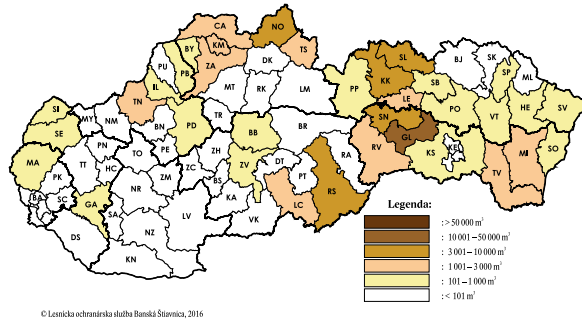 CA
NO
BY
KM
TS
PU
PB
ZA
DK
SL
BJ
SK
IL
MT
RK
LM
PP
KK
SB
SP
ML
TN
LE
PO
VT
HE
SV
SI
MY
NM
BN
PD
TR
BB
BR
SN
SE
PN
PE
GL
MA
TT
HC
TO
ZH
ZV
DT
RA
RV
KS
KE
MI
SO
PK
ZM
ZC
BS
PT
RS
TV
BA
SC
GA
NR
KA
LC
SA
LV
VK
DS
NZ
KN
Legenda:
: > 50 000 m³
: 10 001 – 50 000 m³
: 3 001 – 10 000 m³
: 1 001 – 3 000 m³
: 101 – 1 000 m³
: < 101 m³
© Lesnícka ochranárska služba Banská Štiavnica, 2016